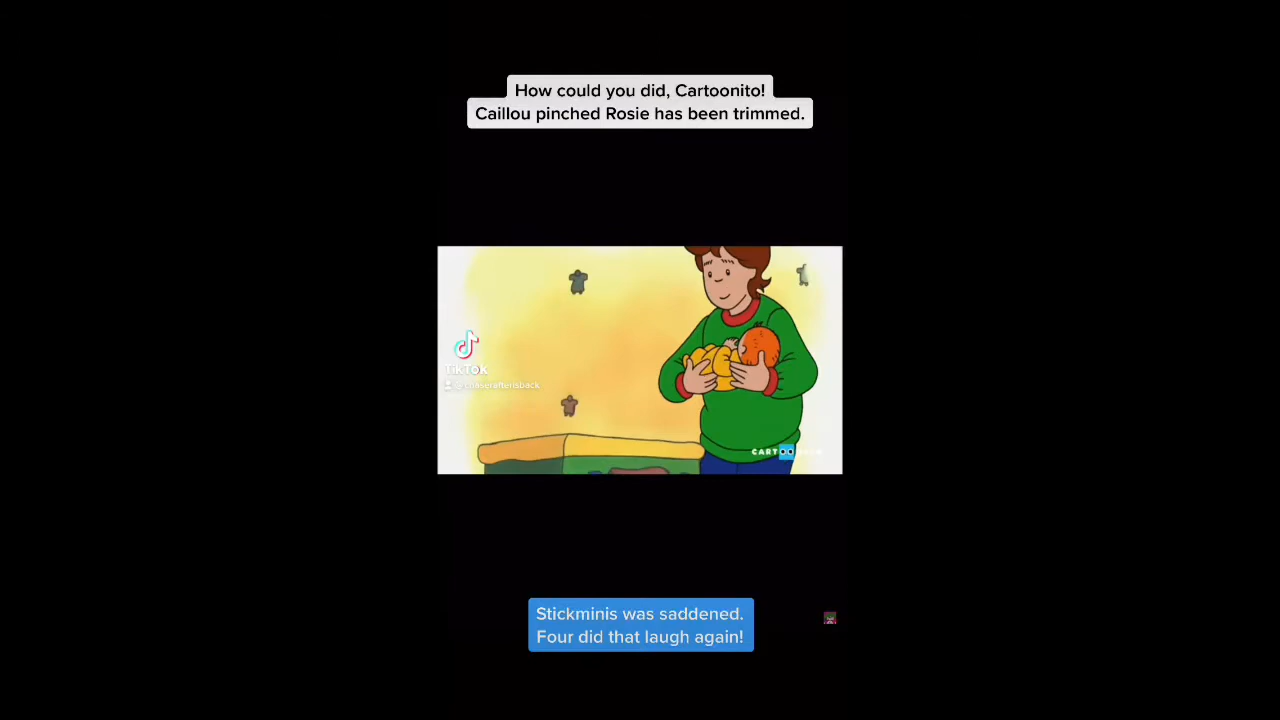 How could you did, Cartoonito!
Caillou pinched Rosie has been trimmed.
TikTok
Stickminis was saddened.
Four did that laugh again!